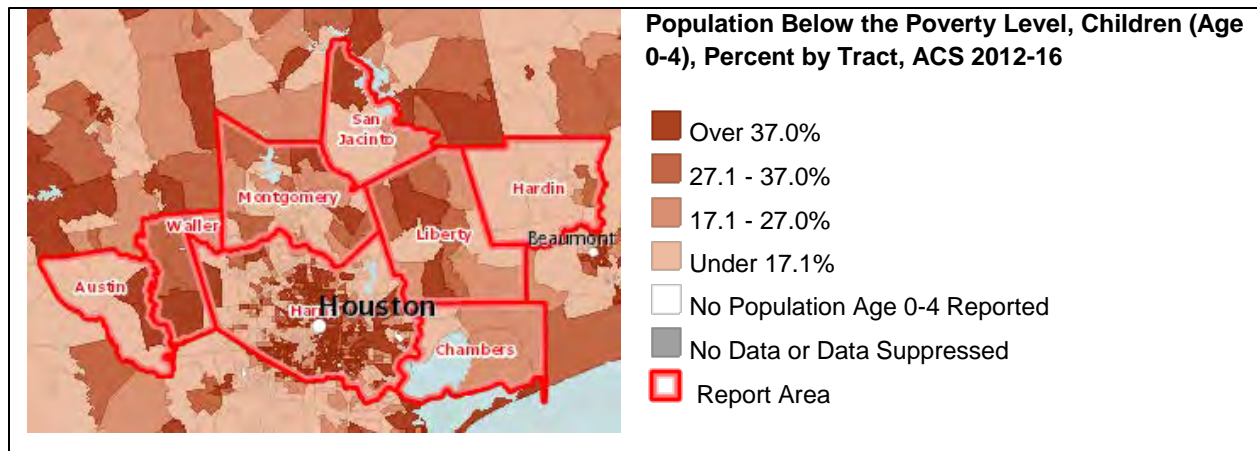 Population Below the Poverty Level, Children (Age
0-4), Percent by Tract, ACS 2012-16
Over 37.0%
27.1 - 37.0%
17.1 - 27.0%
Under 17.1%
No Population Age 0-4 Reported
No Data or Data Suppressed
Report Area
San
Jacinto
Montgomery
Hardin
Waller
Liberty
Beaumont
Austin
Har
Houston
Chambers